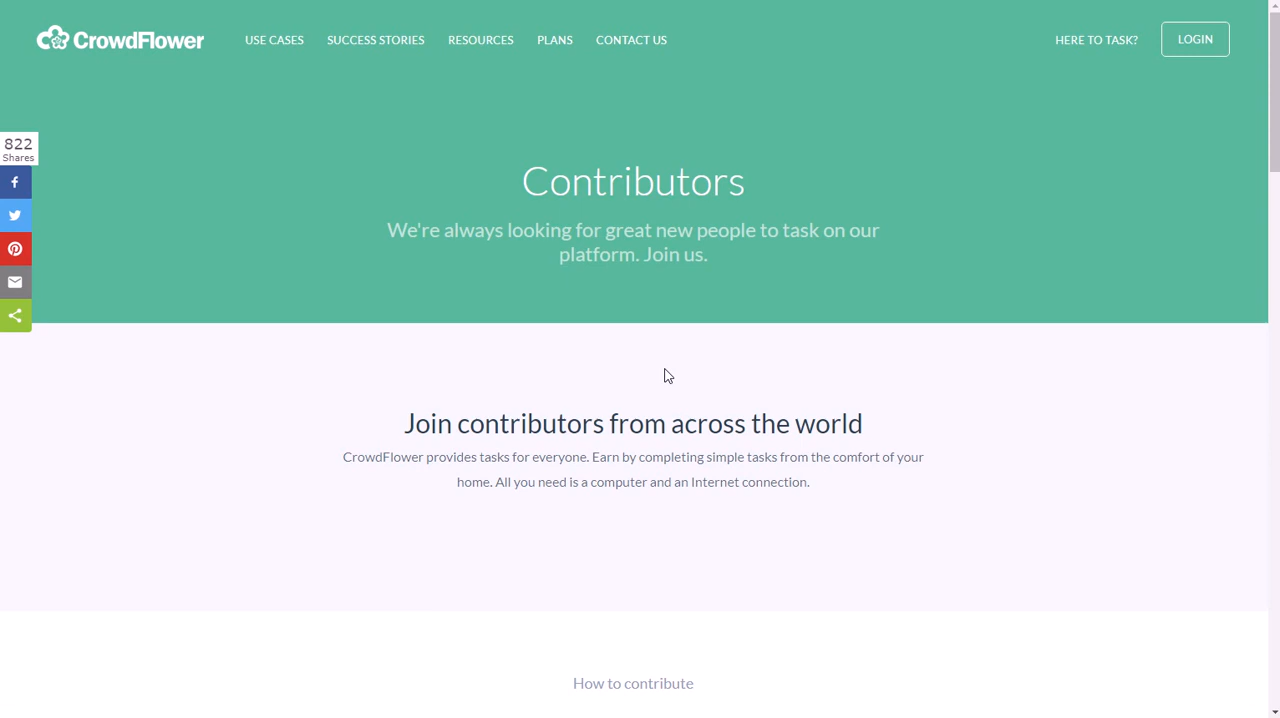 CrowdFlower
USE CASES
SUCCESS STORIES
RESOURCES
PLANS
CONTACT US
HERE TO TASK?
LOGIN
822
Shares
Contributors
We're always looking for great new people to task on our
platform. Join us.
Join contributors from across the world
CrowdFlower provides tasks for everyone. Earn by completing simple tasks from the comfort of your
home. All you need is a computer and an Internet connection.
How to contribute